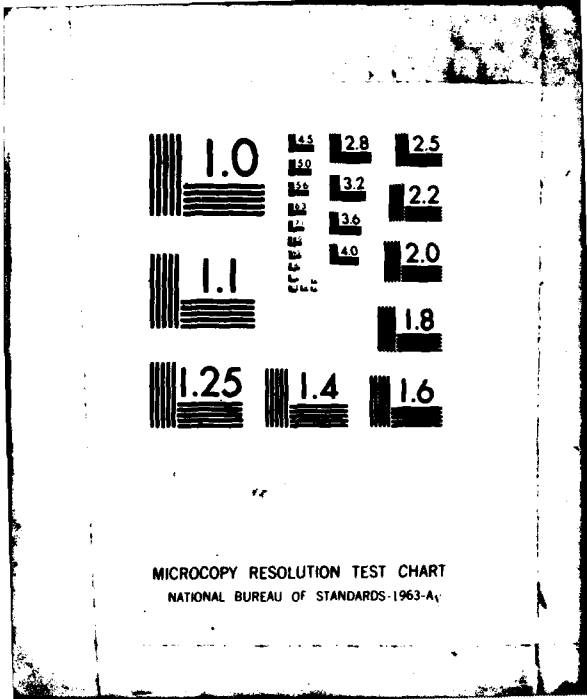 1.0 4.5 2.8 2.5
5.0
5.6 3.2 2.2
6.3
3.6
1.1 4.0 2.0
1.8
1.25 1.4 1.6
MICROCOPY RESOLUTION TEST CHART
NATIONAL BUREAU OF STANDARDS-1963-A